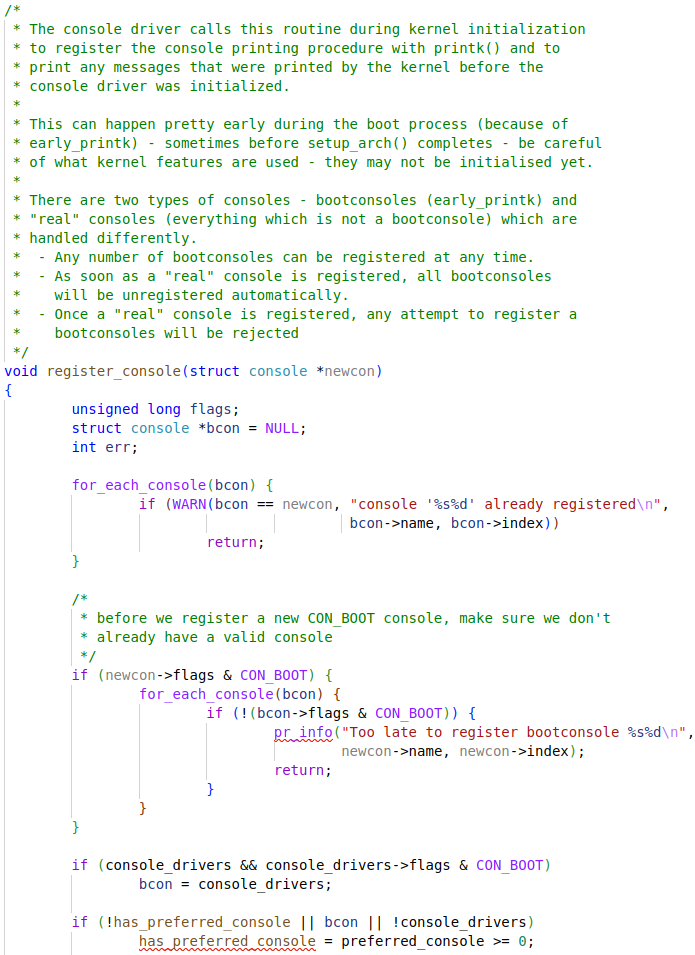 /*
 * The console driver calls this routine during kernel initialization
 * to register the console printing procedure with printk() and to
 * print any messages that were printed by the kernel before the
 * console driver was initialized.
 *
 * This can happen pretty early during the boot process (because of
 * early_printk) - sometimes before setup_arch() completes - be careful
 * of what kernel features are used - they may not be initialised yet.
 *
 * There are two types of consoles - bootconsoles (early_printk) and
 * "real" consoles (everything which is not a bootconsole) which are
 * handled differently.
 *  - Any number of bootconsoles can be registered at any time.
 *  - As soon as a "real" console is registered, all bootconsoles
 *    will be unregistered automatically.
 *  - Once a "real" console is registered, any attempt to register a
 *    bootconsoles will be rejected
 */
void register_console(struct console *newcon)
{
        unsigned long flags;
        struct console *bcon = NULL;
        int err;

        for_each_console(bcon) {
                if (WARN(bcon == newcon, "console '%s%d' already registered\n",
                                         bcon->name, bcon->index))
                        return;
        }

        /*
         * before we register a new CON_BOOT console, make sure we don't
         * already have a valid console
         */
        if (newcon->flags & CON_BOOT) {
                for_each_console(bcon) {
                        if (!(bcon->flags & CON_BOOT)) {
                                pr_info("Too late to register bootconsole %s%d\n",
                                        newcon->name, newcon->index);
                                return;
                        }
                }
        }

        if (console_drivers && console_drivers->flags & CON_BOOT)
                bcon = console_drivers;

        if (!has_preferred_console || bcon || !console_drivers)
                has_preferred_console = preferred_console >= 0;